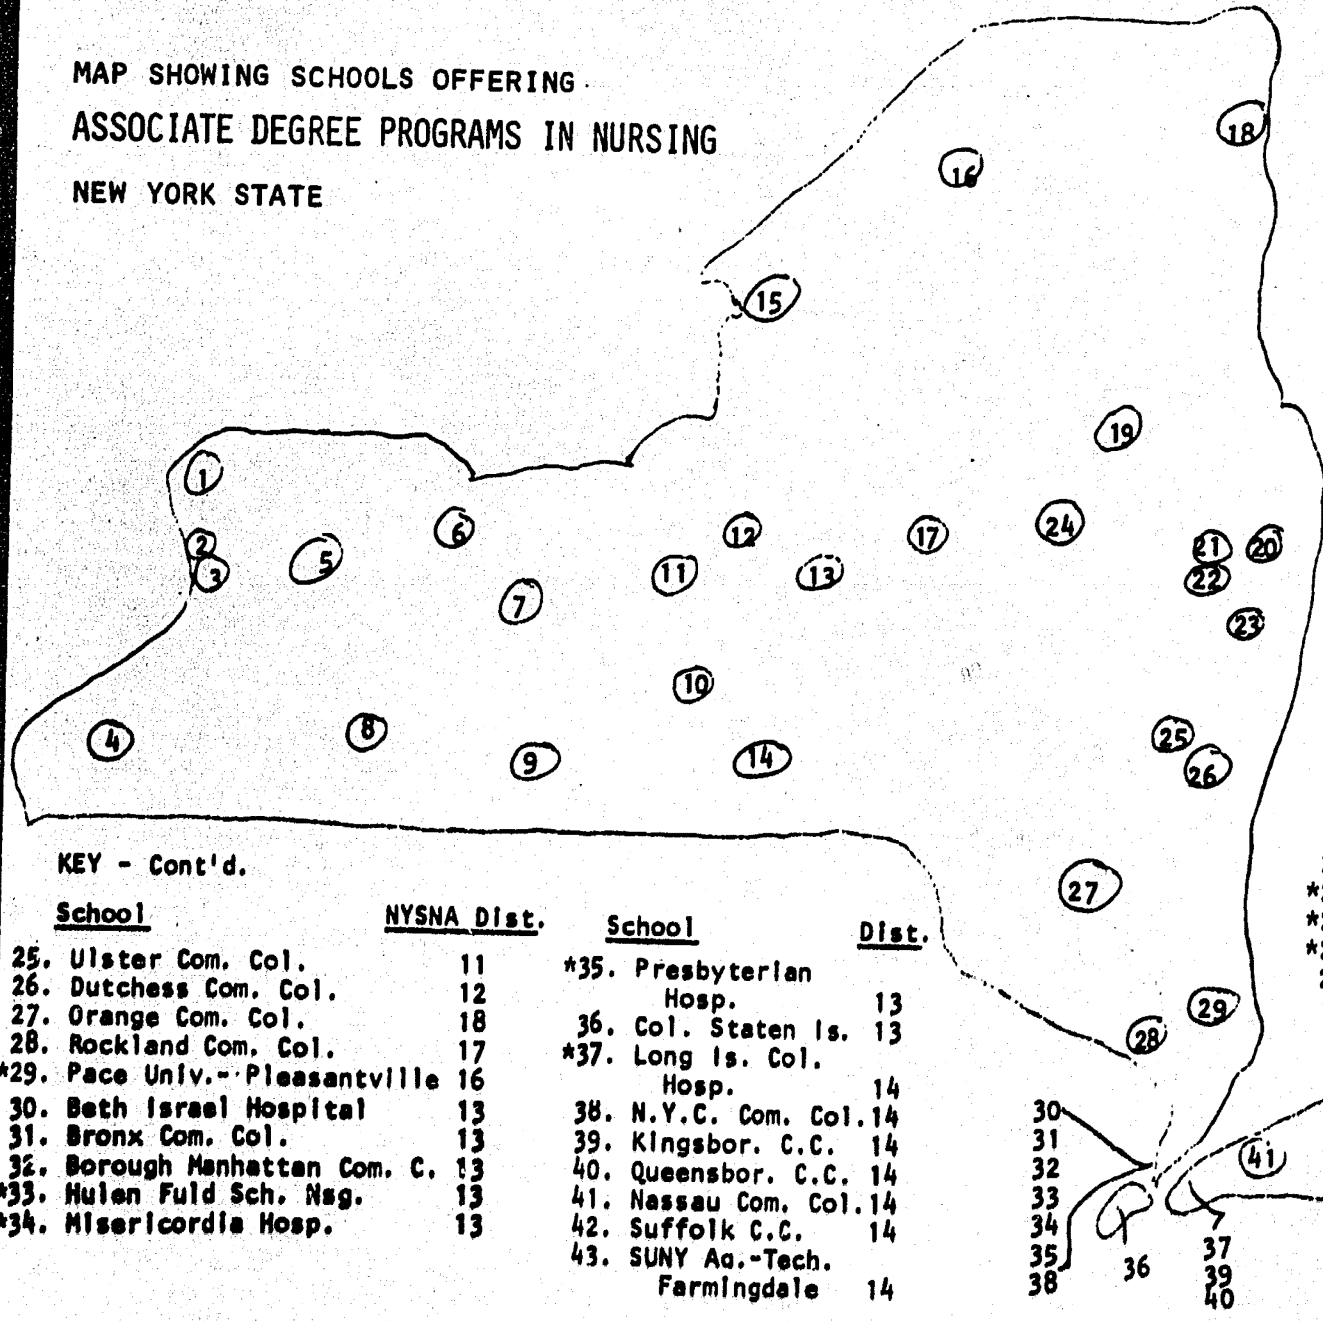 MAP SHOWING SCHOOLS OFFERING
ASSOCIATE DEGREE PROGRAMS IN NURSING
NEW YORK STATE
18
16
15
19
1
6
12
17
24
2
5
21
20
3
11
13
22
7
23
10
4
8
25
9
14
26
27
29
28
KEY - Cont'd.
School NYSNA Dist.
25. Ulster Com. Col. 11
26. Dutchess Com. Col. 12
27. Orange Com. Col. 18
28. Rockland Com. Col. 17
*29. Pace Univ.- Pleasantville 16
30. Beth Israel Hospital 13
31. Bronx Com. Col. 13
32. Borough Manhattan Com. C. 13
*33. Hulen Fuld Sch. Nsg. 13
*34. Misericordia Hosp. 13
School Dist.
*35. Presbyterian
Hosp. 13
36. Col. Staten Is. 13
*37. Long Is. Col.
Hosp. 14
38. N.Y.C. Com. Col. 14
39. Kingsbor. C.C. 14
40. Queensbor. C.C. 14
41. Nassau Com. Col. 14
42. Suffolk C.C. 14
43. SUNY Ag.-Tech.
Farmingdale 14
30
31
32
33
34
35
38
36
41
37
39
40